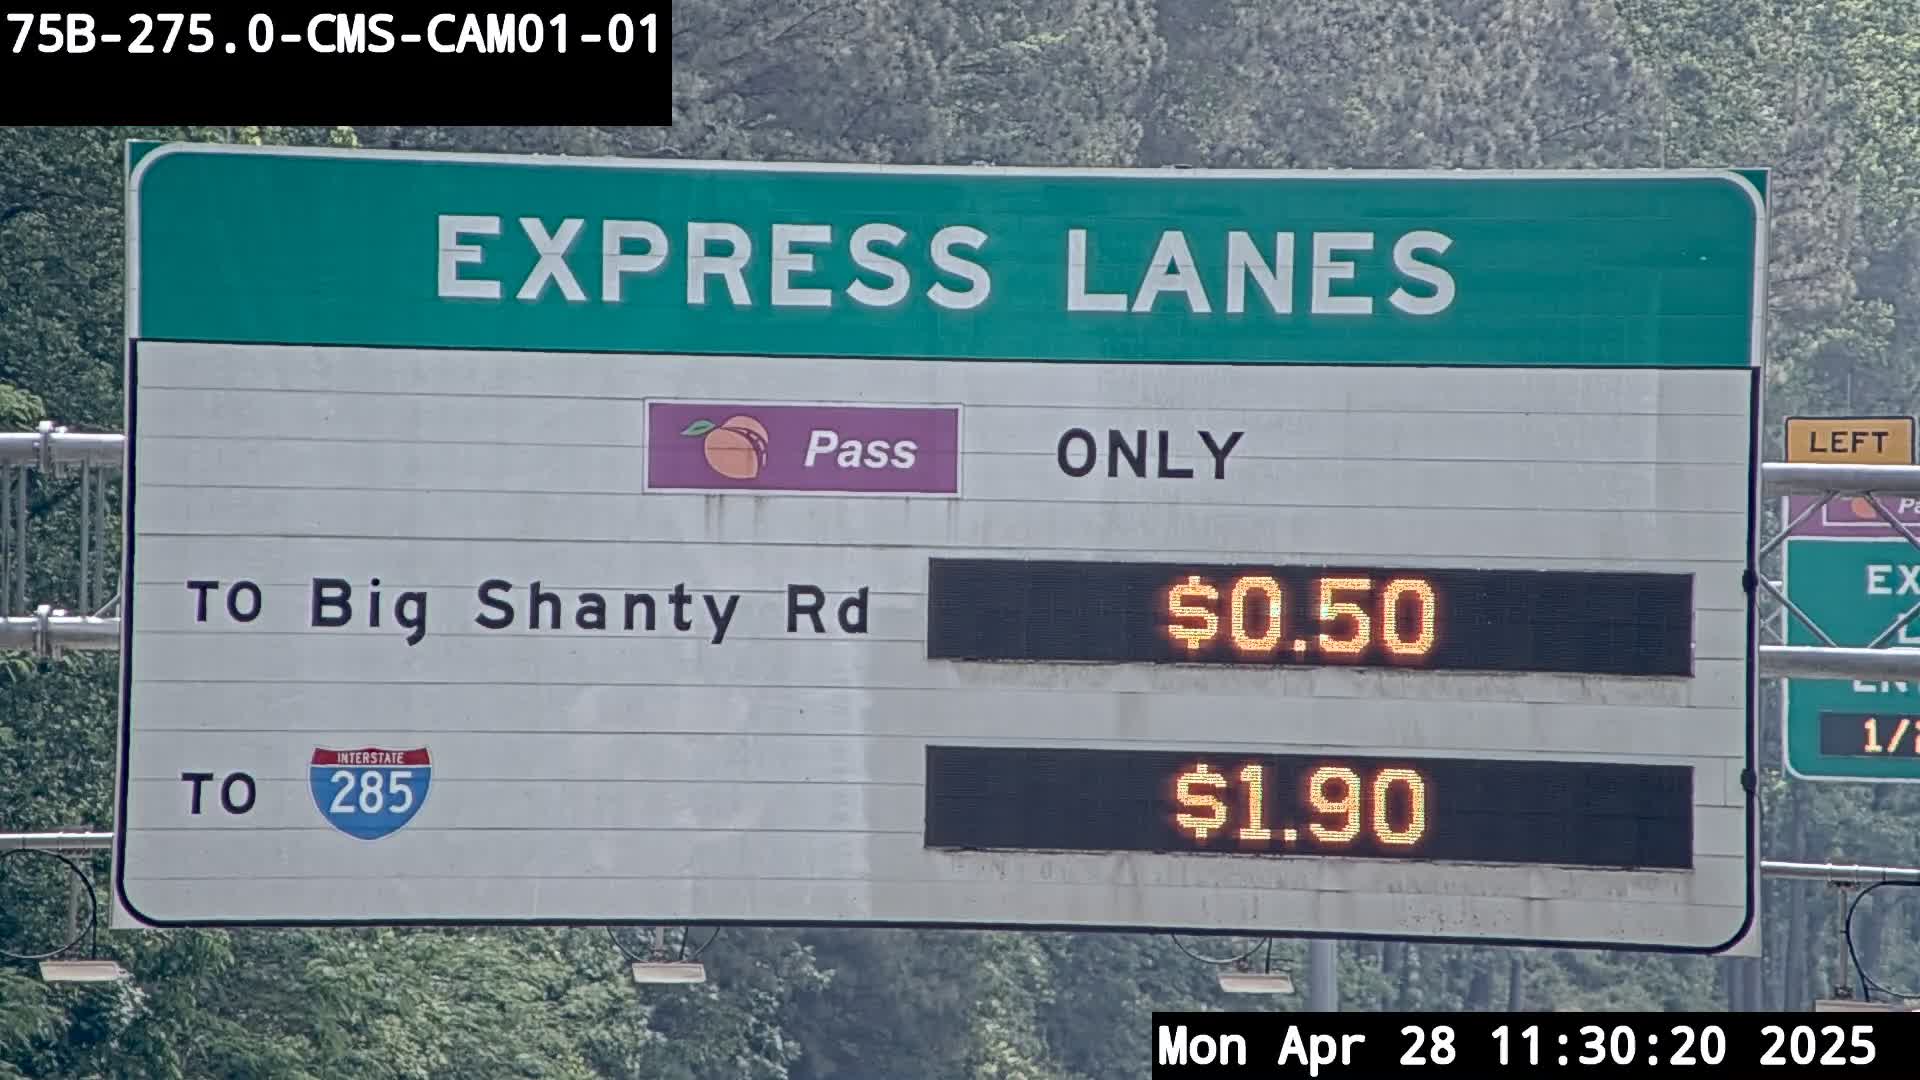 75B-275.0-CMS-CAM01-01
EXPRESS LANES
Pass ONLY
TO Big Shanty Rd $0.50
TO INTERSTATE 285 $1.90
LEFT
Mon Apr 28 11:30:20 2025